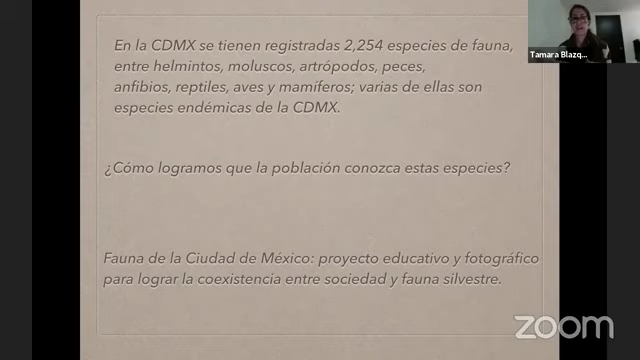 En la CDMX se tienen registradas 2,254 especies de fauna,
entre helmintos, moluscos, artrópodos, peces,
anfibios, reptiles, aves y mamíferos; varias de ellas son
especies endémicas de la CDMX.
¿Cómo logramos que la población conozca estas especies?
Fauna de la Ciudad de México: proyecto educativo y fotográfico
para lograr la coexistencia entre sociedad y fauna silvestre.
Tamara Blazq...
zoom